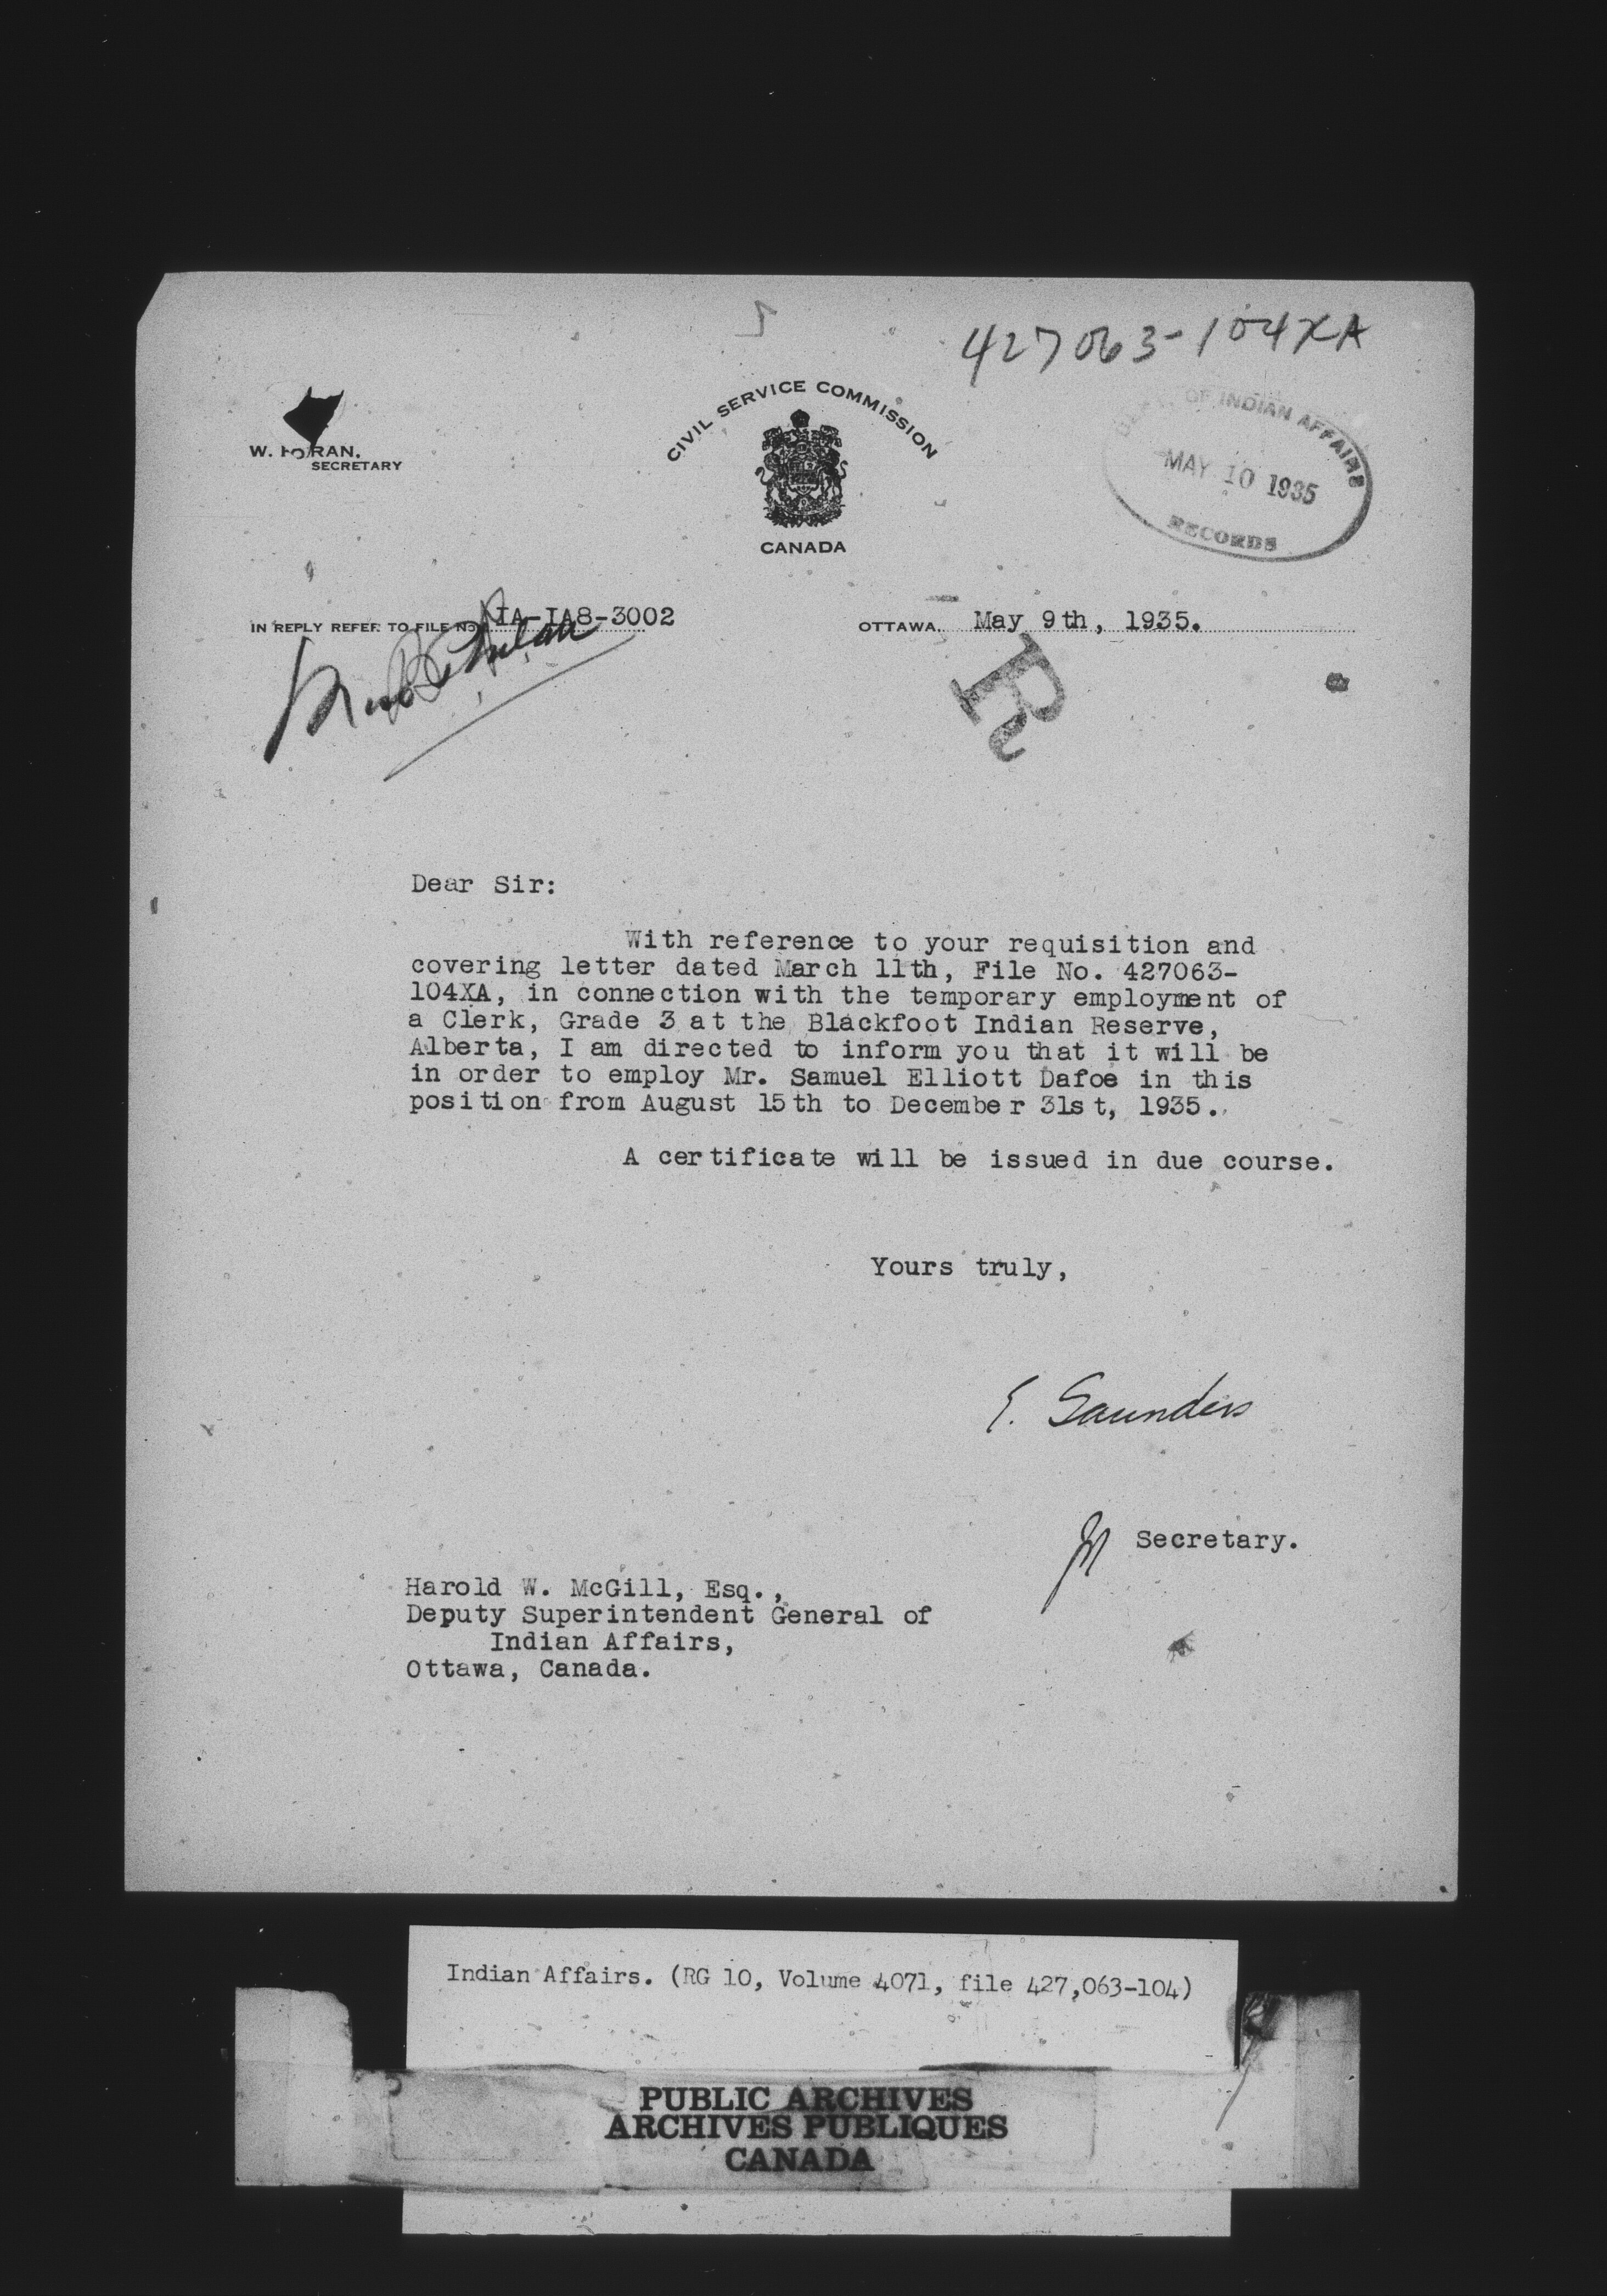 427063-104XA
W. RAN,
SECRETARY
CIVIL SERVICE COMMISSION
CANADA
DEPT. OF INDIAN AFFAIRS
MAY 10 1935
RECORDS
IN REPLY REFER TO FILE NO. IA-IA8-3002
OTTAWA, May 9th, 1935.
R
Dear Sir:
With reference to your requisition and
covering letter dated March 11th, File No. 427063-
104XA, in connection with the temporary employment of
a Clerk, Grade 3 at the Blackfoot Indian Reserve,
Alberta, I am directed to inform you that it will be
in order to employ Mr. Samuel Elliott Dafoe in this
position from August 15th to December 31st, 1935.
A certificate will be issued in due course.
Yours truly,
E. Saunders
Secretary.
Harold W. McGill, Esq.,
Deputy Superintendent General of
Indian Affairs,
Ottawa, Canada.
Indian Affairs. (RG 10, Volume 4071, file 427,063-104)
PUBLIC ARCHIVES
ARCHIVES PUBLIQUES
CANADA